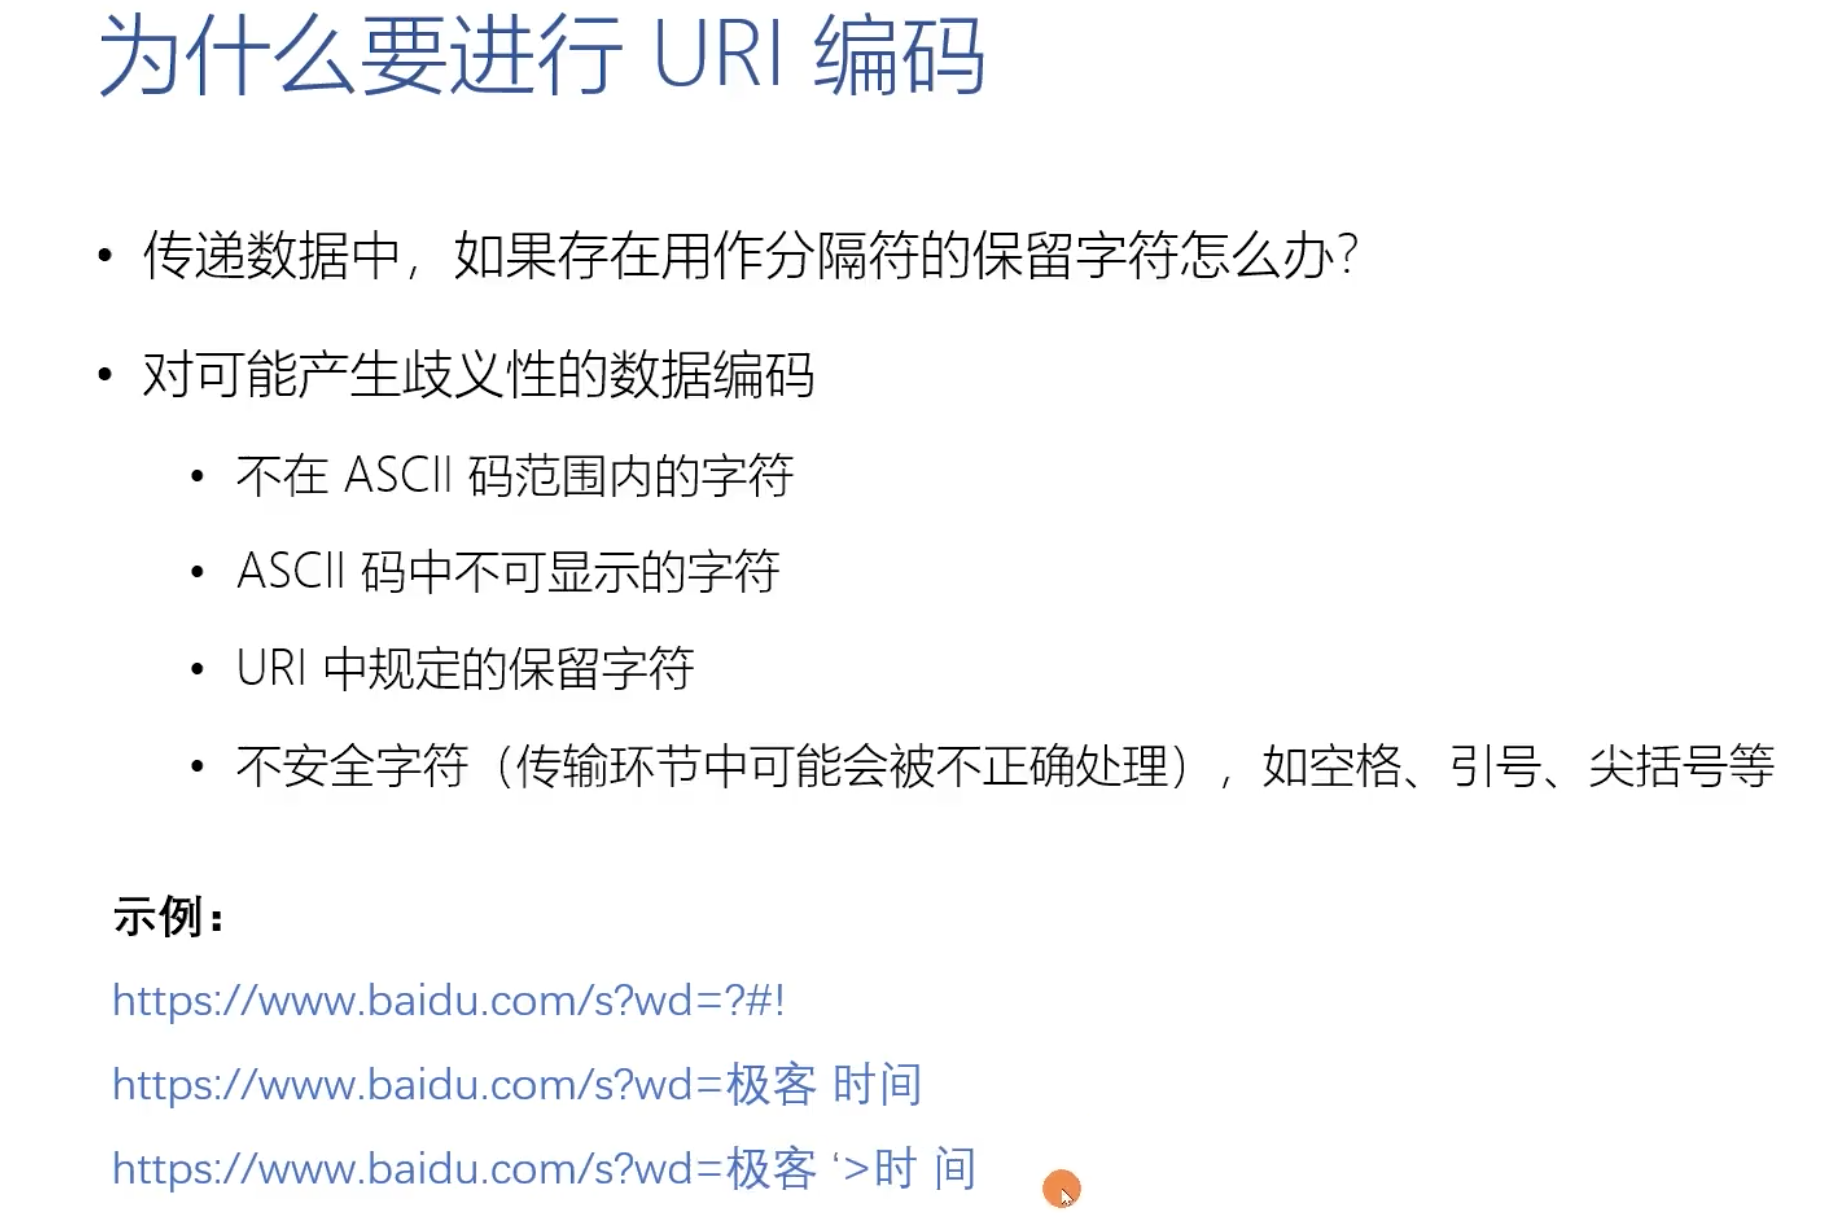 为什么要进行 URI 编码
• 传递数据中，如果存在用作分隔符的保留字符怎么办？
• 对可能产生歧义性的数据编码
• 不在 ASCII 码范围内的字符
• ASCII 码中不可显示的字符
• URI 中规定的保留字符
• 不安全字符（传输环节中可能会被不正确处理），如空格、引号、尖括号等
示例：
https://www.baidu.com/s?wd=?#!
https://www.baidu.com/s?wd=极客 时间
https://www.baidu.com/s?wd=极客 ‘>时 间